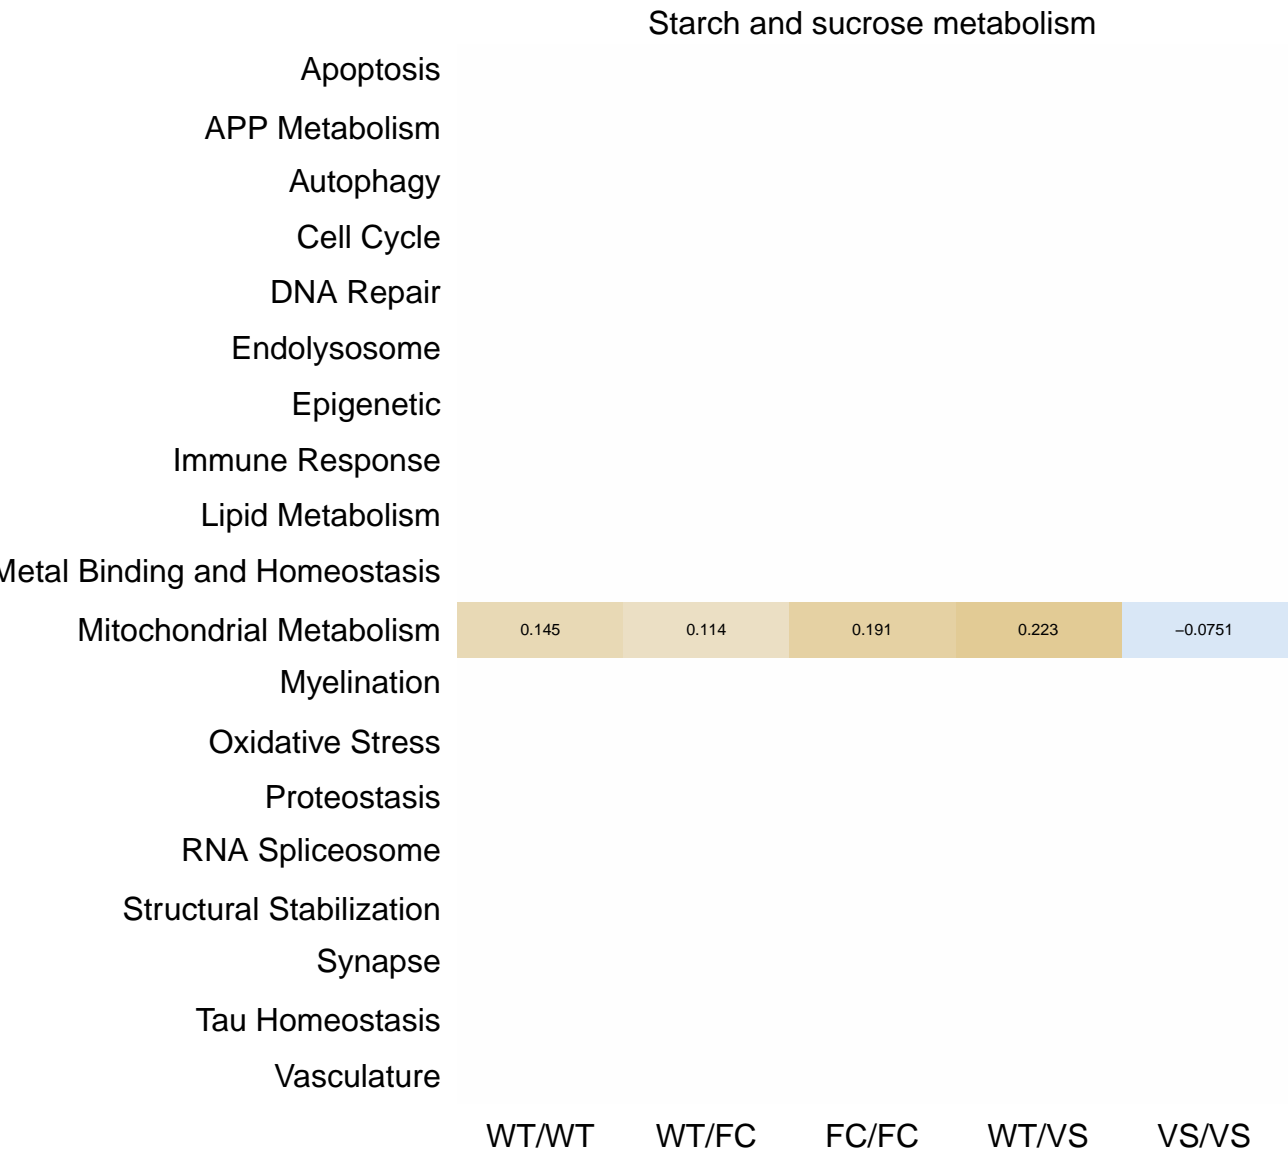 Starch and sucrose metabolism
Apoptosis
APP Metabolism
Autophagy
Cell Cycle
DNA Repair
Endolysosome
Epigenetic
Immune Response
Lipid Metabolism
Metal Binding and Homeostasis
Mitochondrial Metabolism 0.145 0.114 0.191 0.223 −0.0751
Myelination
Oxidative Stress
Proteostasis
RNA Spliceosome
Structural Stabilization
Synapse
Tau Homeostasis
Vasculature
WT/WT WT/FC FC/FC WT/VS VS/VS